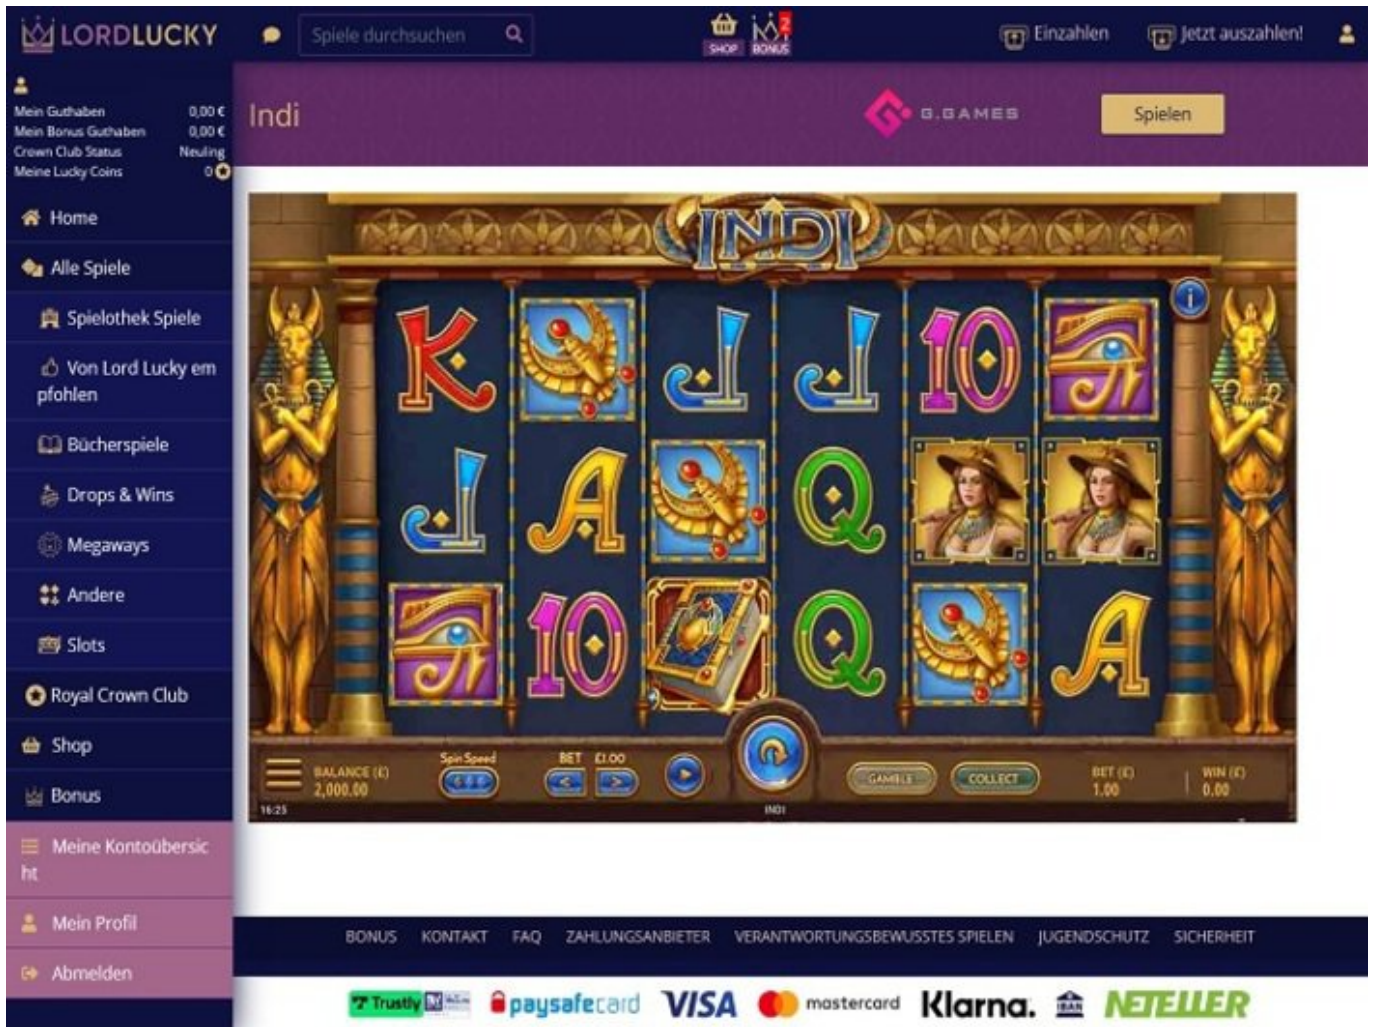 LORDLUCKY
Spiele durchsuchen
SHOP
2
BONUS
Einzahlen
Jetzt auszahlen!
Mein Guthaben 0,00 €
Mein Bonus Guthaben 0,00 €
Crown Club Status Neuling
Meine Lucky Coins 0
Home
Alle Spiele
Spielothek Spiele
Von Lord Lucky em
pfohlen
Bücherspiele
Drops & Wins
Megaways
Andere
Slots
Royal Crown Club
Shop
Bonus
Meine Kontoübersic
ht
Mein Profil
Abmelden
Indi
G.GAMES
Spielen
INDI
i
K J J 10
J A Q
10 Q A
Spin Speed
BET £1.00
BALANCE (£)
2,000.00
< >
GAMBLE
COLLECT
BET (£)
1.00
WIN (£)
0.00
16:25
INDI
BONUS KONTAKT FAQ ZAHLUNGSANBIETER VERANTWORTUNGSBEWUSSTES SPIELEN JUGENDSCHUTZ SICHERHEIT
Trustly paysafecard VISA mastercard Klarna. IBAN NETELLER